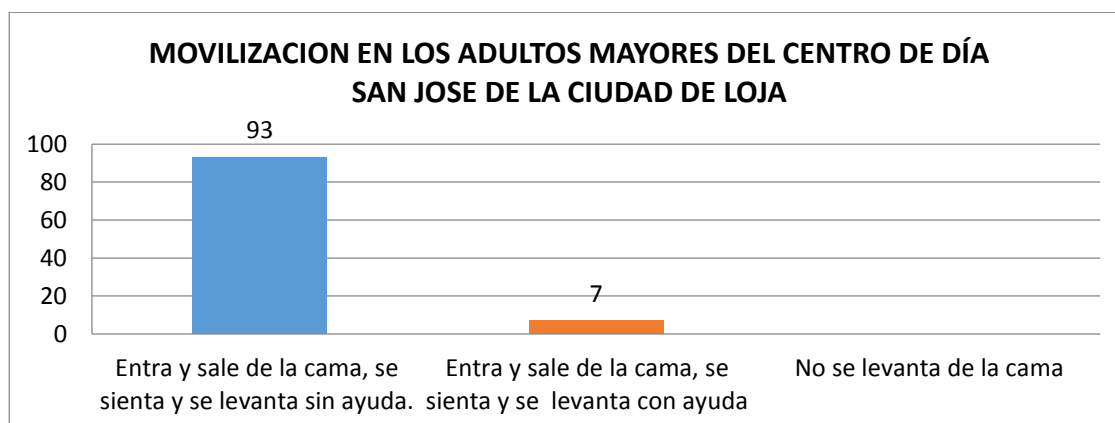 MOVILIZACION EN LOS ADULTOS MAYORES DEL CENTRO DE DÍA
SAN JOSE DE LA CIUDAD DE LOJA
93
100
80
60
40
7
20
0
Entra y sale de la cama, se
sienta y se levanta sin ayuda.
Entra y sale de la cama, se
sienta y se levanta con ayuda
No se levanta de la cama